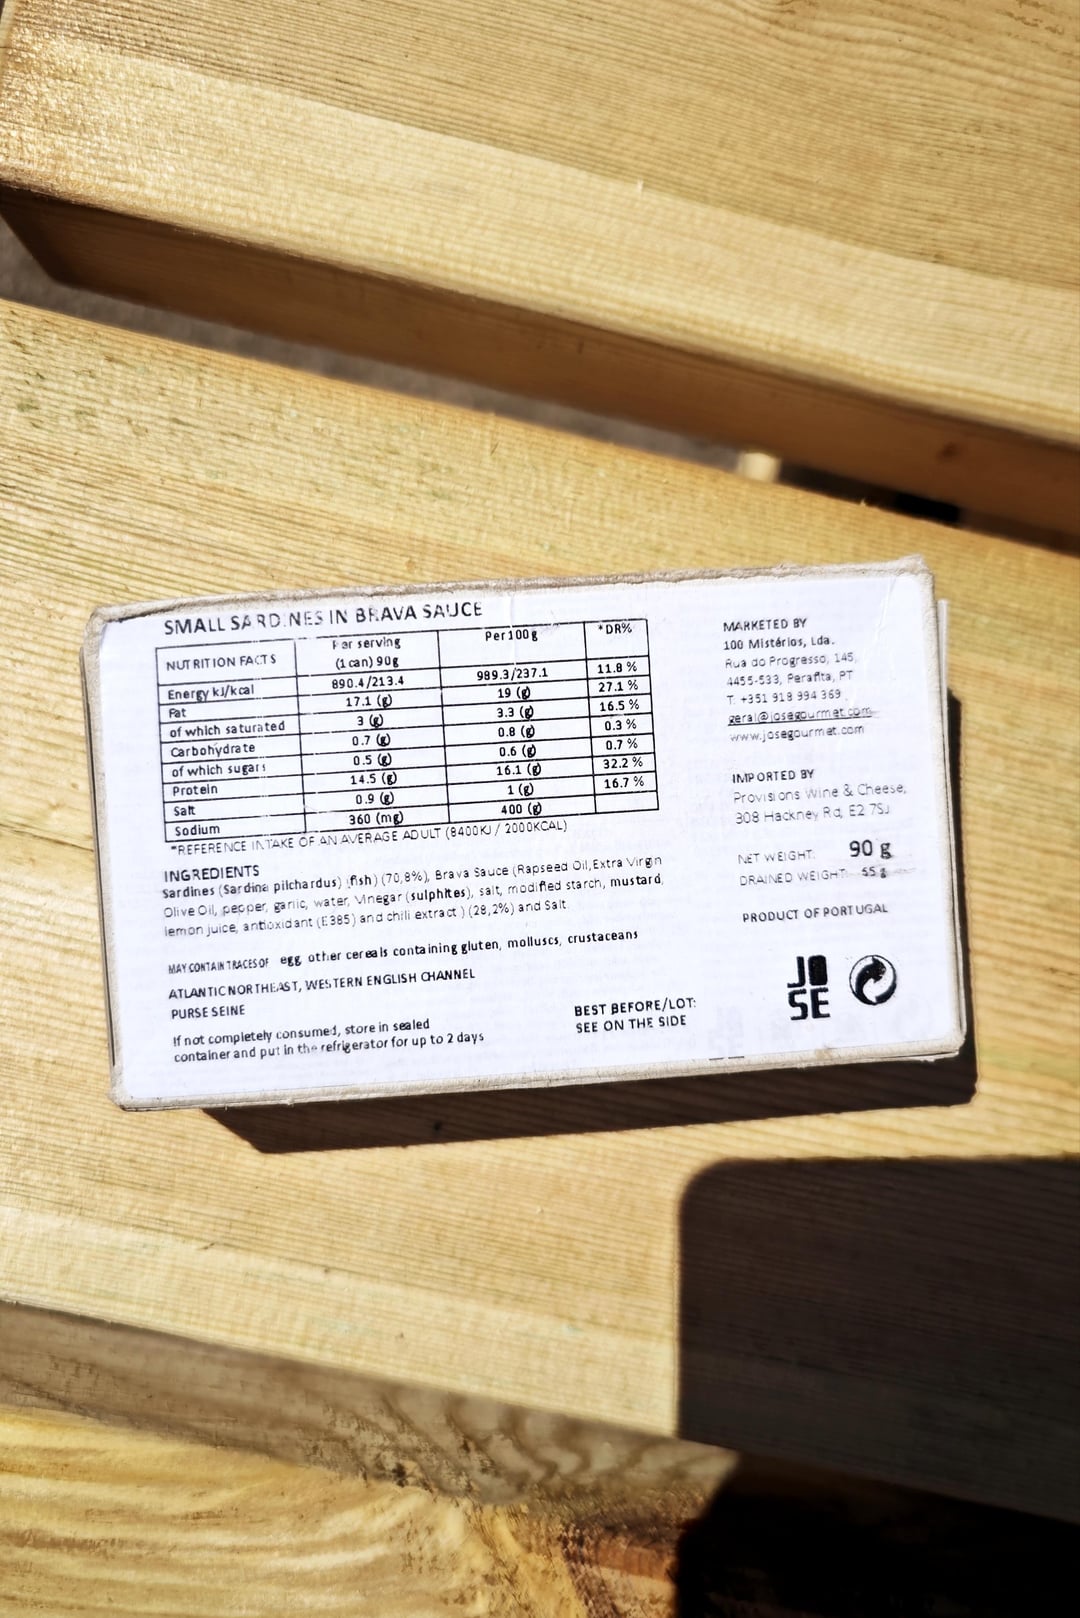 SMALL SARDINES IN BRAVA SAUCE
NUTRITION FACTS Per serving (1 can) 90g Per 100g *DR%
Energy kJ/kcal 890.4/213.4 989.3/237.1 11.8 %
Fat 17.1 (g) 19 (g) 27.1 %
of which saturated 3 (g) 3.3 (g) 16.5 %
Carbohydrate 0.7 (g) 0.8 (g) 0.3 %
of which sugars 0.5 (g) 0.6 (g) 0.7 %
Protein 14.5 (g) 16.1 (g) 32.2 %
Salt 0.9 (g) 1 (g) 16.7 %
Sodium 360 (mg) 400 (g)
*REFERENCE INTAKE OF AN AVERAGE ADULT (8400KJ / 2000KCAL)
INGREDIENTS
Sardines (Sardina pilchardus) (fish) (70,8%), Brava Sauce (Rapseed Oil, Extra Virgin
Olive Oil, pepper, garlic, water, Vinegar (sulphites), salt, modified starch, mustard,
lemon juice, antioxidant (E385) and chili extract ) (28,2%) and Salt.
MAY CONTAIN TRACES OF egg, other cereals containing gluten, molluscs, crustaceans
ATLANTIC NORTHEAST, WESTERN ENGLISH CHANNEL
PURSE SEINE
If not completely consumed, store in sealed
container and put in the refrigerator for up to 2 days
BEST BEFORE/LOT:
SEE ON THE SIDE
MARKETED BY
100 Mistérios, Lda.
Rua do Progresso, 145,
4455-533, Perafita, PT
T. +351 918 994 369
geral@josegourmet.com
www.josegourmet.com
IMPORTED BY
Provisions Wine & Cheese,
308 Hackney Rd, E2 7SJ
NET WEIGHT: 90 g
DRAINED WEIGHT: 55 g
PRODUCT OF PORTUGAL
JO
SE